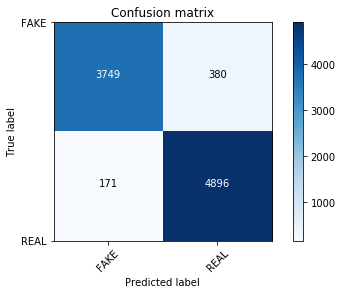 Confusion matrix
FAKE
3749
380
4000
3000
True label
2000
171
4896
1000
REAL
FAKE
REAL
Predicted label